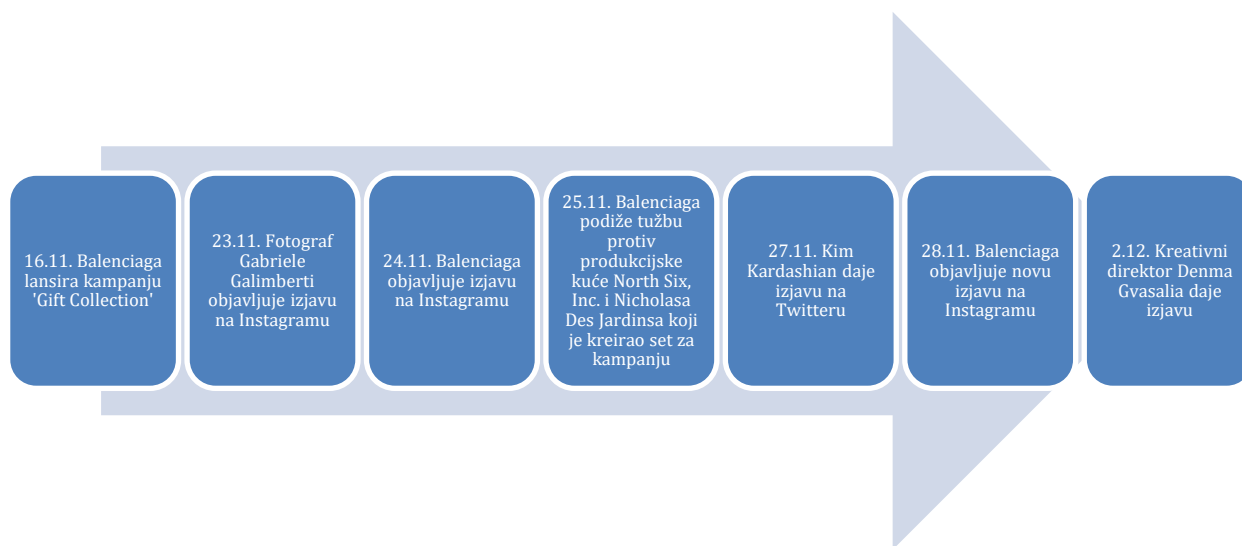 16.11. Balenciaga
lansira kampanju
'Gift Collection'
23.11. Fotograf
Gabriele
Galimberti
objavljuje izjavu
na Instagramu
24.11. Balenciaga
objavljuje izjavu
na Instagramu
25.11. Balenciaga
podiže tužbu
protiv
produkcijske
kuće North Six,
Inc. i Nicholasa
Des Jardinsa koji
je kreirao set za
kampanju
27.11. Kim
Kardashian daje
izjavu na
Twitteru
28.11. Balenciaga
objavljuje novu
izjavu na
Instagramu
2.12. Kreativni
direktor Denma
Gvasalia daje
izjavu